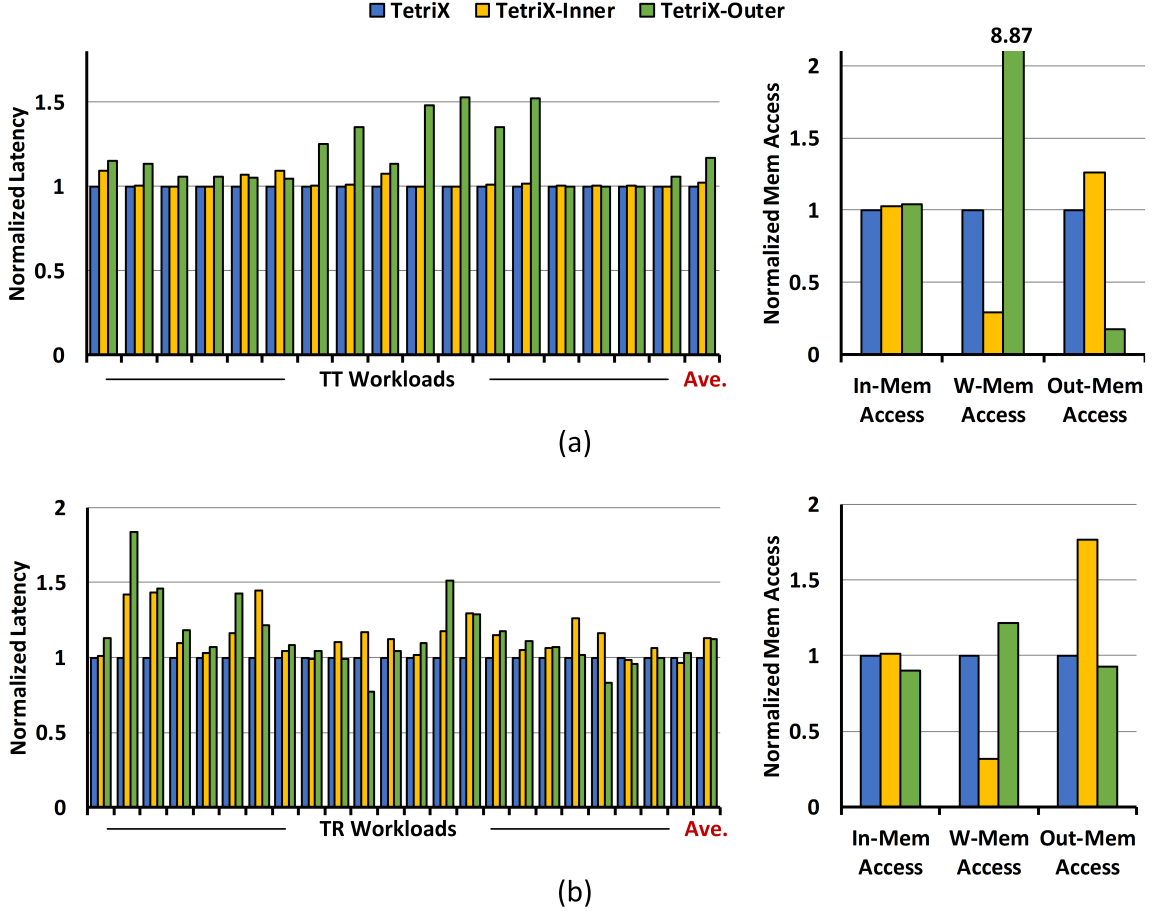 TetriX TetriX-Inner TetriX-Outer
Normalized Latency
1.5
1
0.5
0
TT Workloads
Ave.
8.87
Normalized Mem Access
2
1.5
1
0.5
0
In-Mem Access
W-Mem Access
Out-Mem Access
(a)
Normalized Latency
2
1.5
1
0.5
0
TR Workloads
Ave.
Normalized Mem Access
2
1.5
1
0.5
0
In-Mem Access
W-Mem Access
Out-Mem Access
(b)